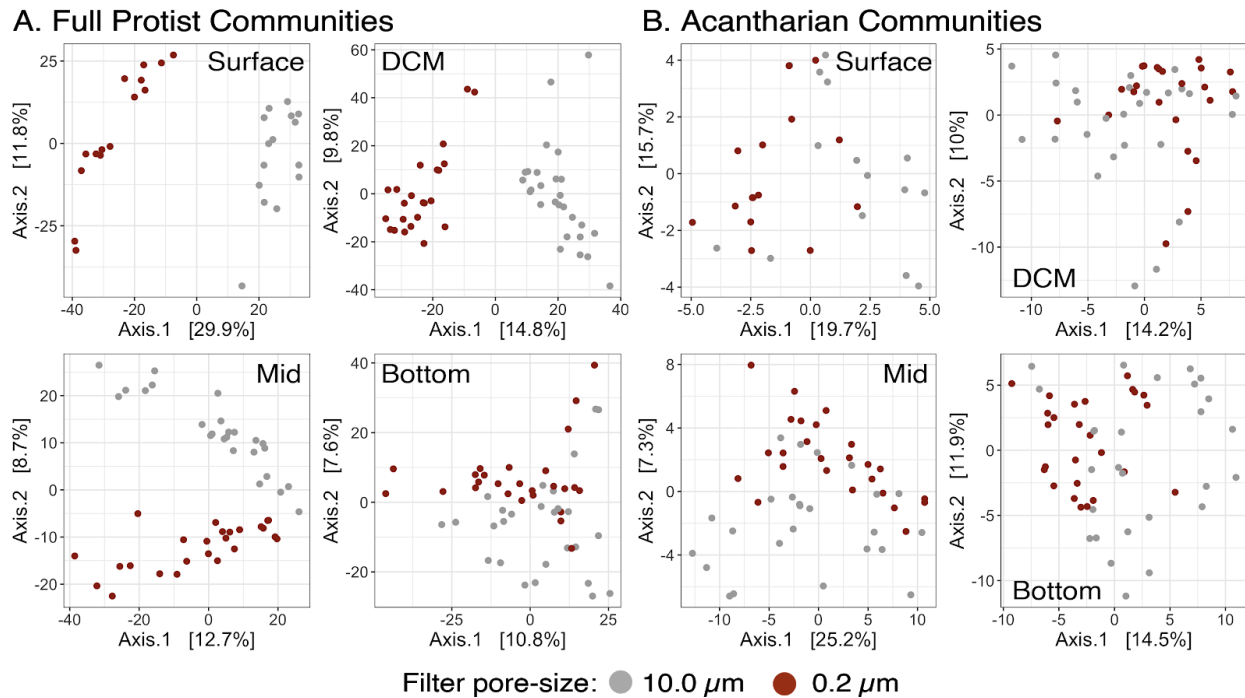 A. Full Protist Communities
B. Acantharian Communities
Surface
25
0
-25
Axis.2 [11.8%]
-40 -20 0 20
Axis.1 [29.9%]
DCM
60
40
20
0
-20
-40
Axis.2 [9.8%]
-40 -20 0 20 40
Axis.1 [14.8%]
Surface
4
2
0
-2
-4
Axis.2 [15.7%]
-5.0 -2.5 0.0 2.5 5.0
Axis.1 [19.7%]
DCM
5
0
-5
-10
Axis.2 [10%]
-10 -5 0 5
Axis.1 [14.2%]
Mid
20
10
0
-10
-20
Axis.2 [8.7%]
-40 -20 0 20
Axis.1 [12.7%]
Bottom
40
20
0
-20
Axis.2 [7.6%]
-50 -25 0 25
Axis.1 [10.8%]
Mid
8
4
0
-4
Axis.2 [7.3%]
-10 -5 0 5 10
Axis.1 [25.2%]
Bottom
5
0
-5
-10
Axis.2 [11.9%]
-10 -5 0 5 10
Axis.1 [14.5%]
Filter pore-size: 10.0 µm 0.2 µm